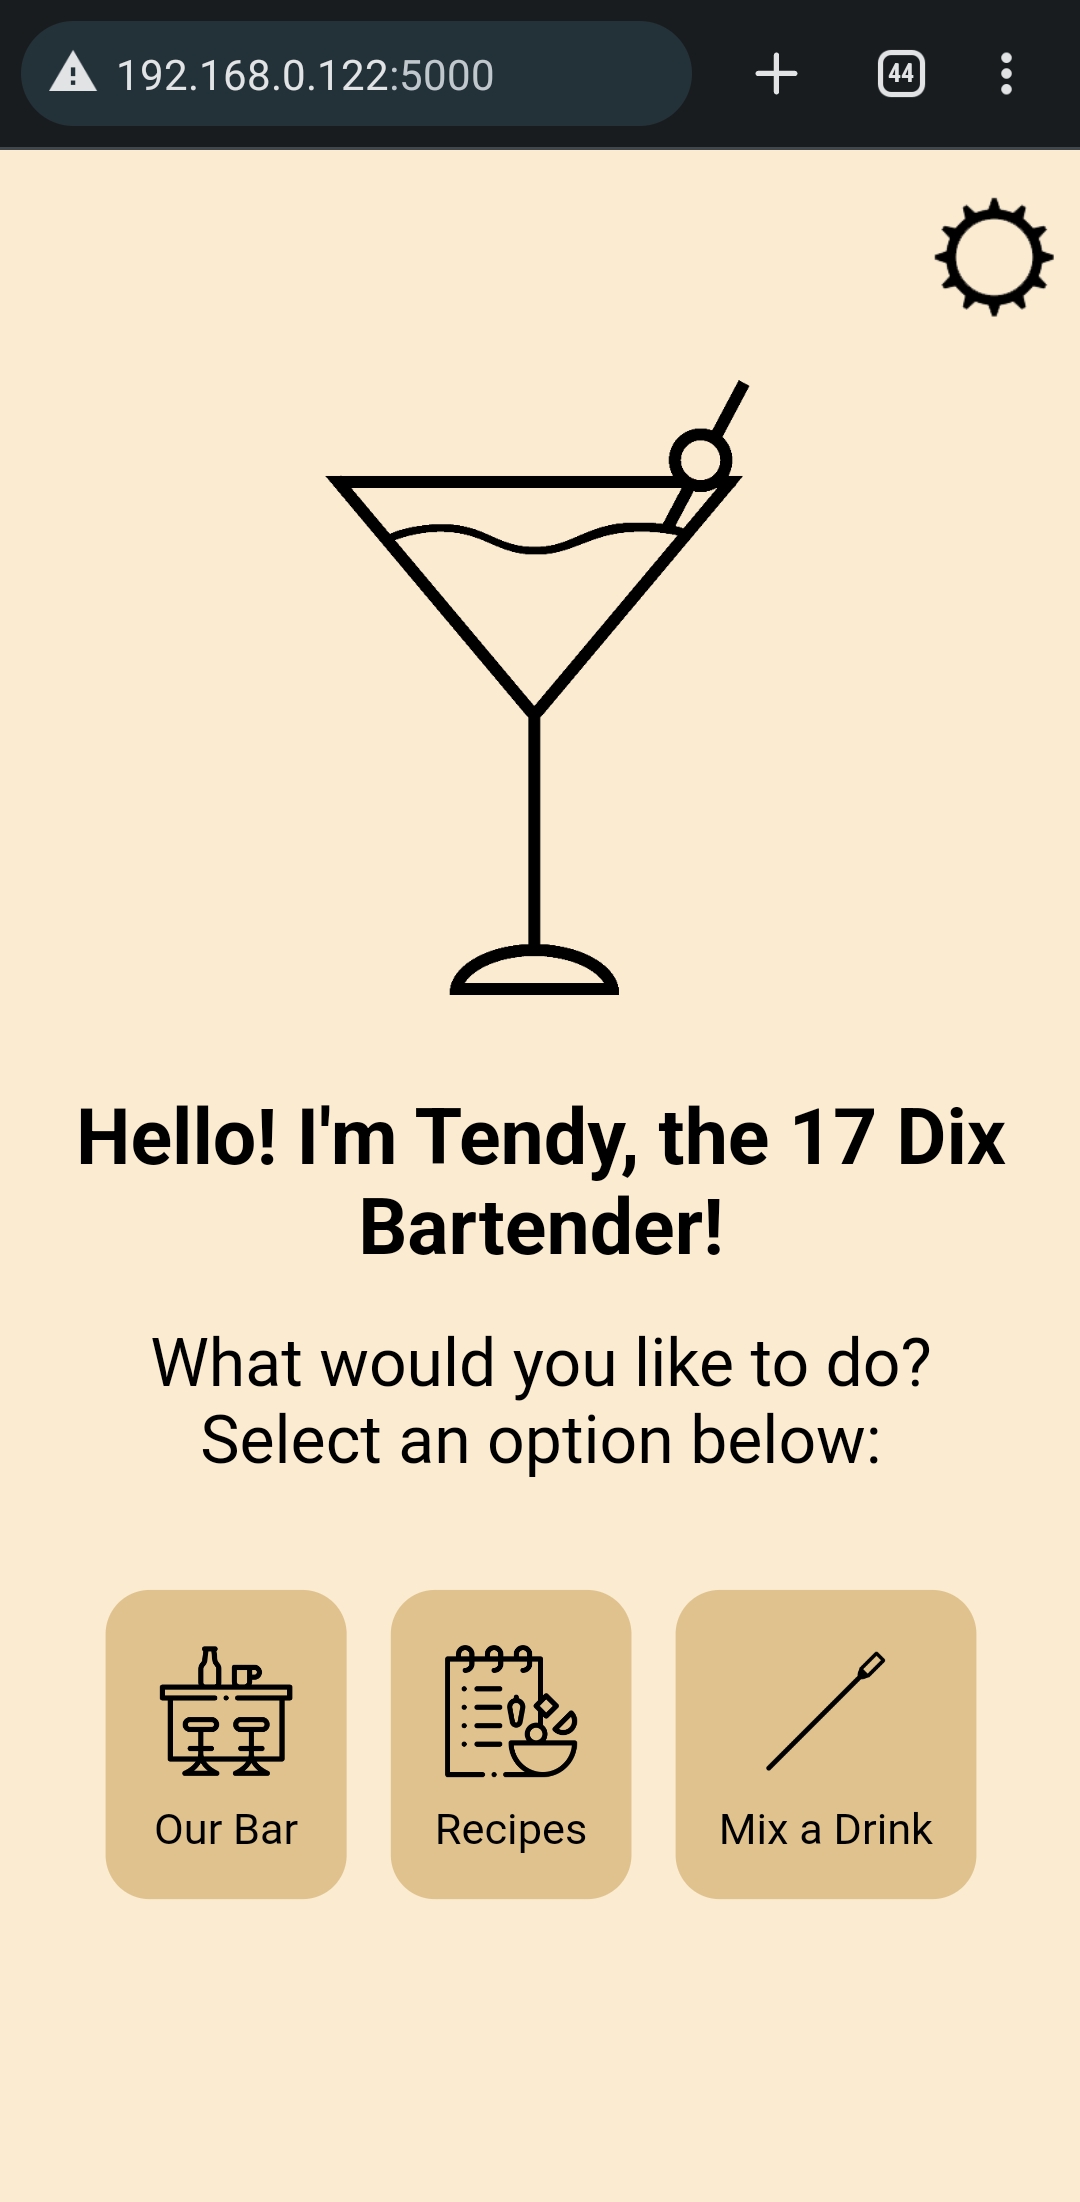 192.168.0.122:5000
44
Hello! I'm Tendy, the 17 Dix
Bartender!
What would you like to do?
Select an option below:
Our Bar
Recipes
Mix a Drink